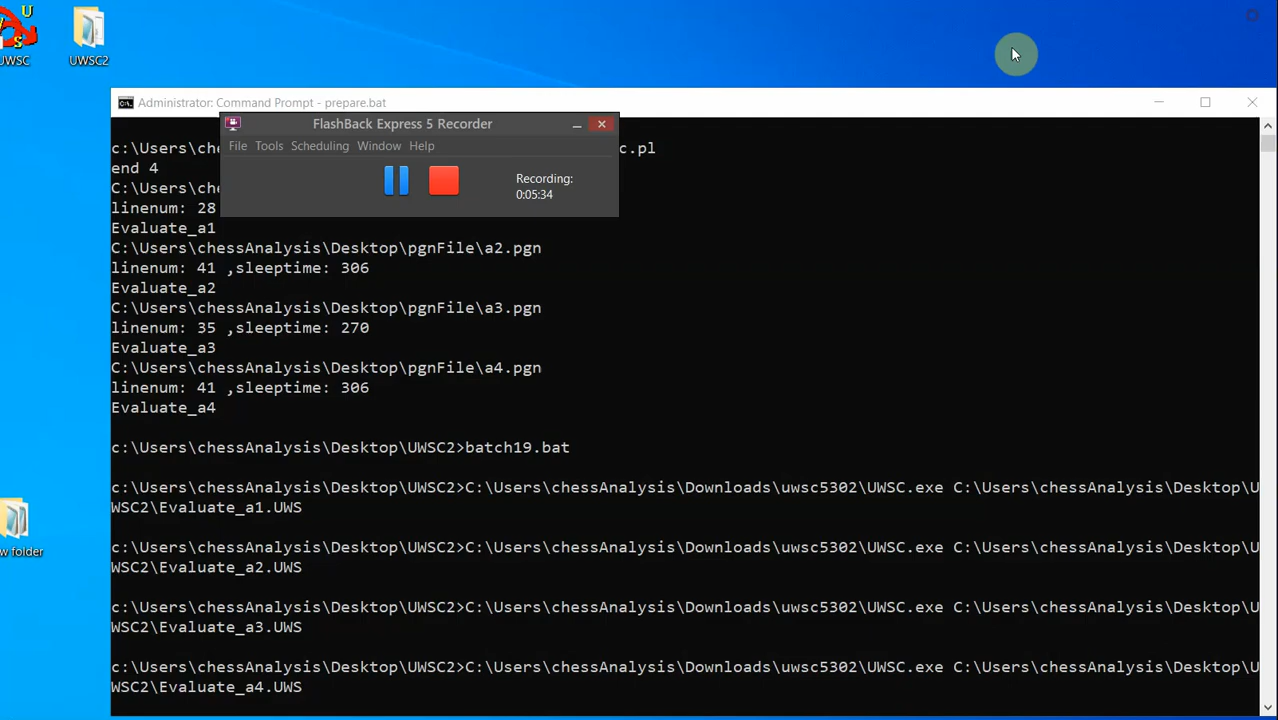 U
S
UWSC
UWSC2
Administrator: Command Prompt - prepare.bat
FlashBack Express 5 Recorder
File Tools Scheduling Window Help
Recording:
0:05:34
c:\Users\che
c.pl
end 4
C:\Users\che
linenum: 28
Evaluate_a1
C:\Users\chessAnalysis\Desktop\pgnFile\a2.pgn
linenum: 41 ,sleeptime: 306
Evaluate_a2
C:\Users\chessAnalysis\Desktop\pgnFile\a3.pgn
linenum: 35 ,sleeptime: 270
Evaluate_a3
C:\Users\chessAnalysis\Desktop\pgnFile\a4.pgn
linenum: 41 ,sleeptime: 306
Evaluate_a4
c:\Users\chessAnalysis\Desktop\UWSC2>batch19.bat
c:\Users\chessAnalysis\Desktop\UWSC2>C:\Users\chessAnalysis\Downloads\uwsc5302\UWSC.exe C:\Users\chessAnalysis\Desktop\U
WSC2\Evaluate_a1.UWS
c:\Users\chessAnalysis\Desktop\UWSC2>C:\Users\chessAnalysis\Downloads\uwsc5302\UWSC.exe C:\Users\chessAnalysis\Desktop\U
WSC2\Evaluate_a2.UWS
c:\Users\chessAnalysis\Desktop\UWSC2>C:\Users\chessAnalysis\Downloads\uwsc5302\UWSC.exe C:\Users\chessAnalysis\Desktop\U
WSC2\Evaluate_a3.UWS
c:\Users\chessAnalysis\Desktop\UWSC2>C:\Users\chessAnalysis\Downloads\uwsc5302\UWSC.exe C:\Users\chessAnalysis\Desktop\U
WSC2\Evaluate_a4.UWS
w folder